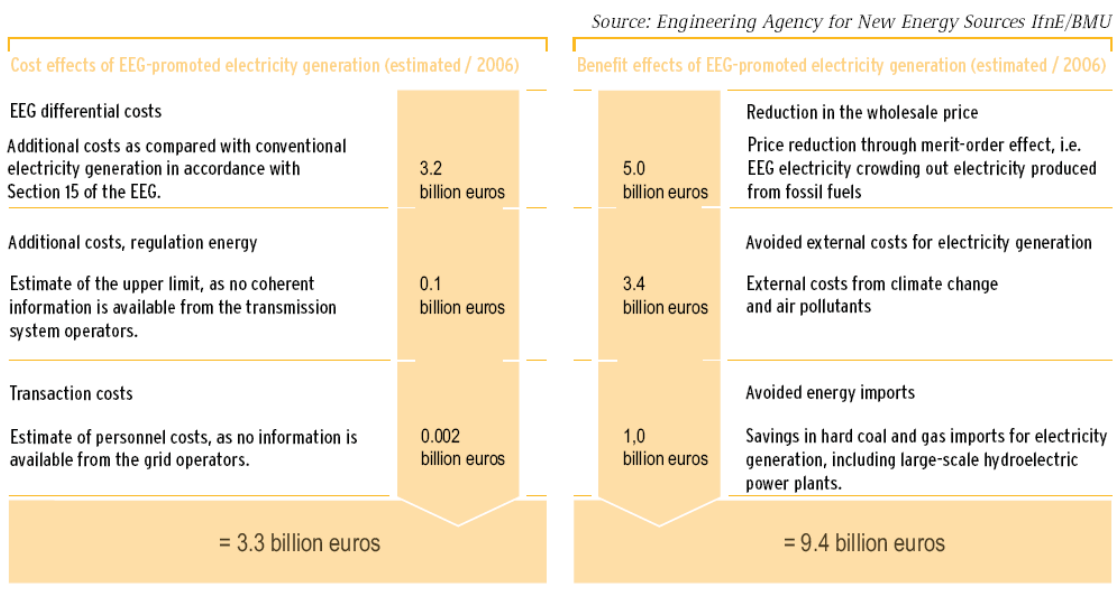 Source: Engineering Agency for New Energy Sources IfnE/BMU
Cost effects of EEG-promoted electricity generation (estimated / 2006)
EEG differential costs
Additional costs as compared with conventional
electricity generation in accordance with
Section 15 of the EEG.
3.2
billion euros
Additional costs, regulation energy
Estimate of the upper limit, as no coherent
information is available from the transmission
system operators.
0.1
billion euros
Transaction costs
Estimate of personnel costs, as no information is
available from the grid operators.
0.002
billion euros
= 3.3 billion euros
Benefit effects of EEG-promoted electricity generation (estimated / 2006)
5.0
billion euros
Reduction in the wholesale price
Price reduction through merit-order effect, i.e.
EEG electricity crowding out electricity produced
from fossil fuels
3.4
billion euros
Avoided external costs for electricity generation
External costs from climate change
and air pollutants
1,0
billion euros
Avoided energy imports
Savings in hard coal and gas imports for electricity
generation, including large-scale hydroelectric
power plants.
= 9.4 billion euros